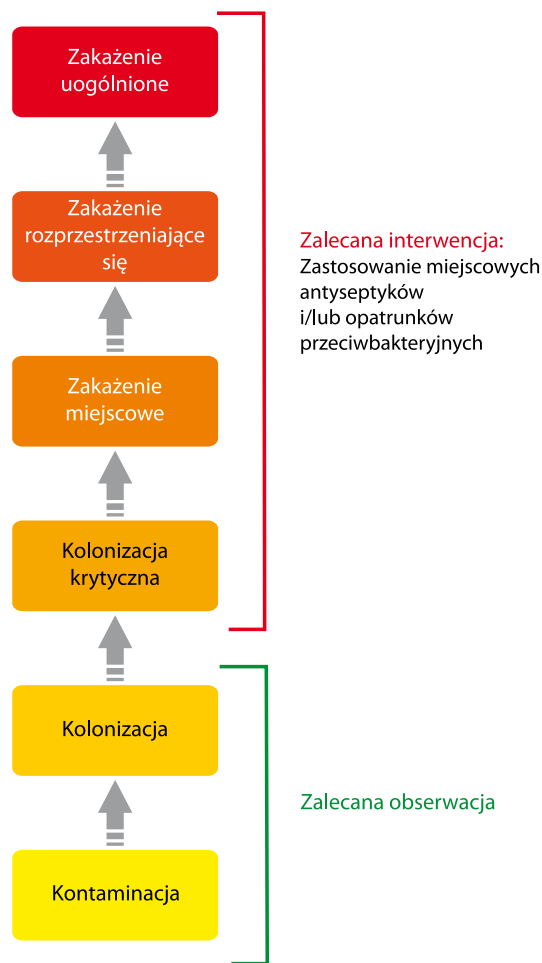 Zakażenie
uogólnione
Zakażenie
rozprzestrzeniające
się
Zalecana interwencja:
Zastosowanie miejscowych
antyseptyków
i/lub opatrunków
przeciwbakteryjnych
Zakażenie
miejscowe
Kolonizacja
krytyczna
Kolonizacja
Zalecana obserwacja
Kontaminacja